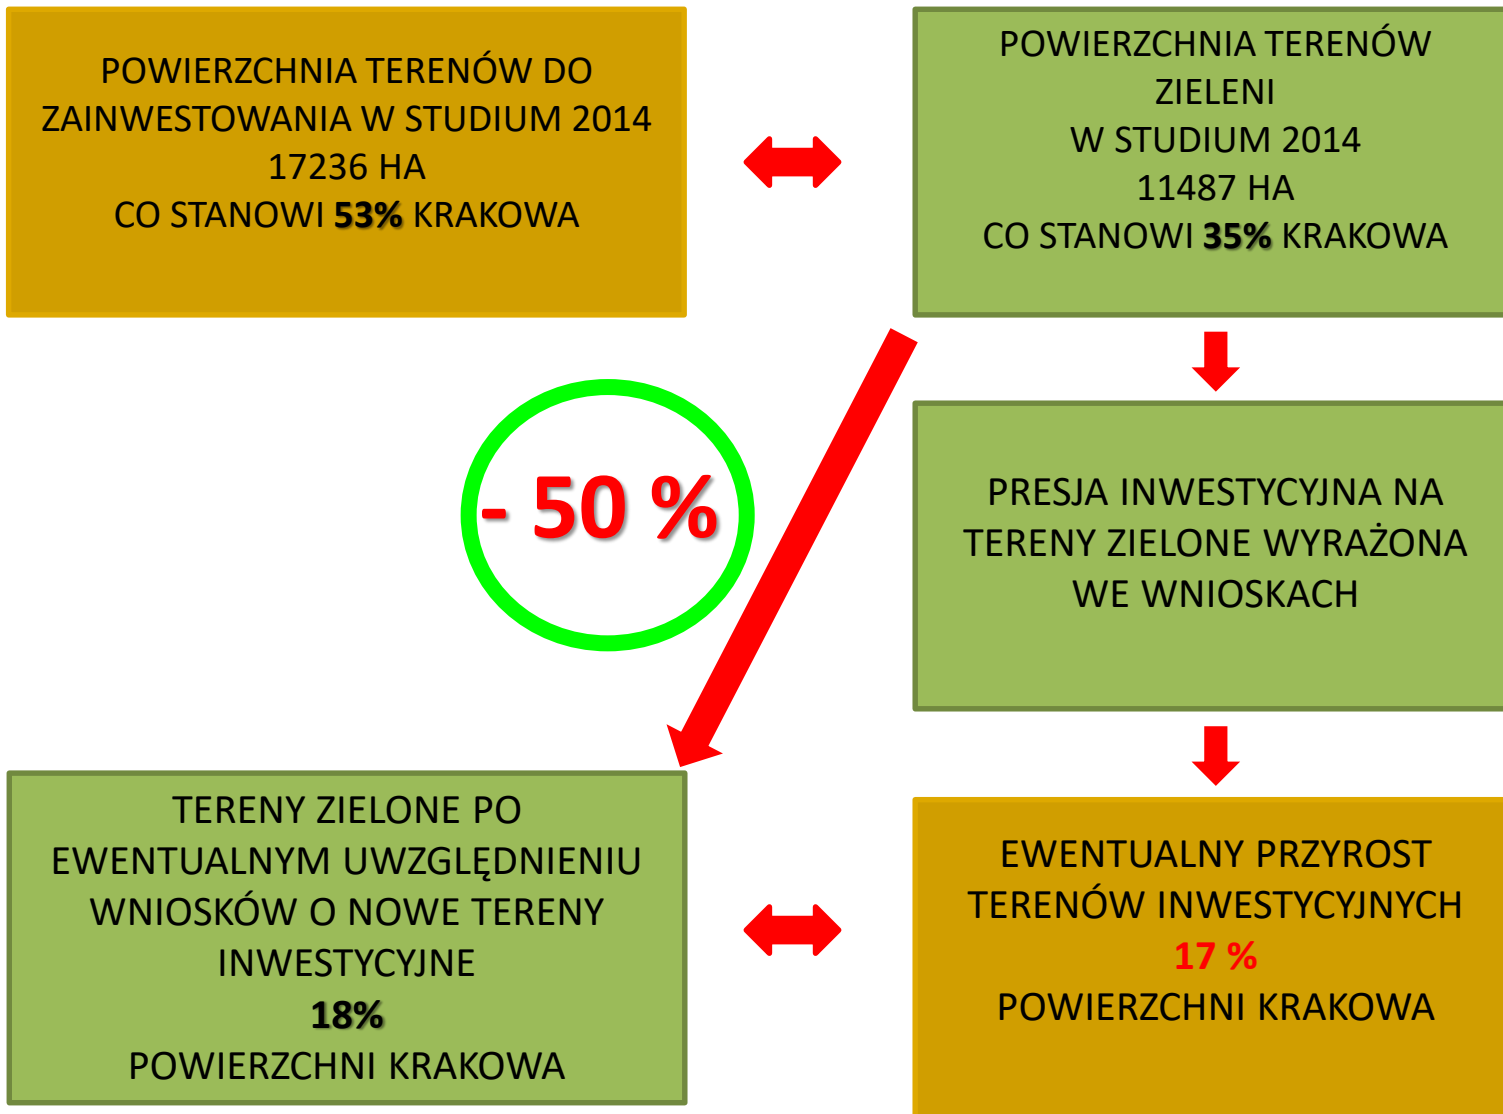 POWIERZCHNIA TERENÓW DO
ZAINWESTOWANIA W STUDIUM 2014
17236 HA
CO STANOWI 53% KRAKOWA
POWIERZCHNIA TERENÓW
ZIELENI
W STUDIUM 2014
11487 HA
CO STANOWI 35% KRAKOWA
- 50 %
PRESJA INWESTYCYJNA NA
TERENY ZIELONE WYRAŻONA
WE WNIOSKACH
TERENY ZIELONE PO
EWENTUALNYM UWZGLĘDNIENIU
WNIOSKÓW O NOWE TERENY
INWESTYCYJNE
18%
POWIERZCHNI KRAKOWA
EWENTUALNY PRZYROST
TERENÓW INWESTYCYJNYCH
17 %
POWIERZCHNI KRAKOWA